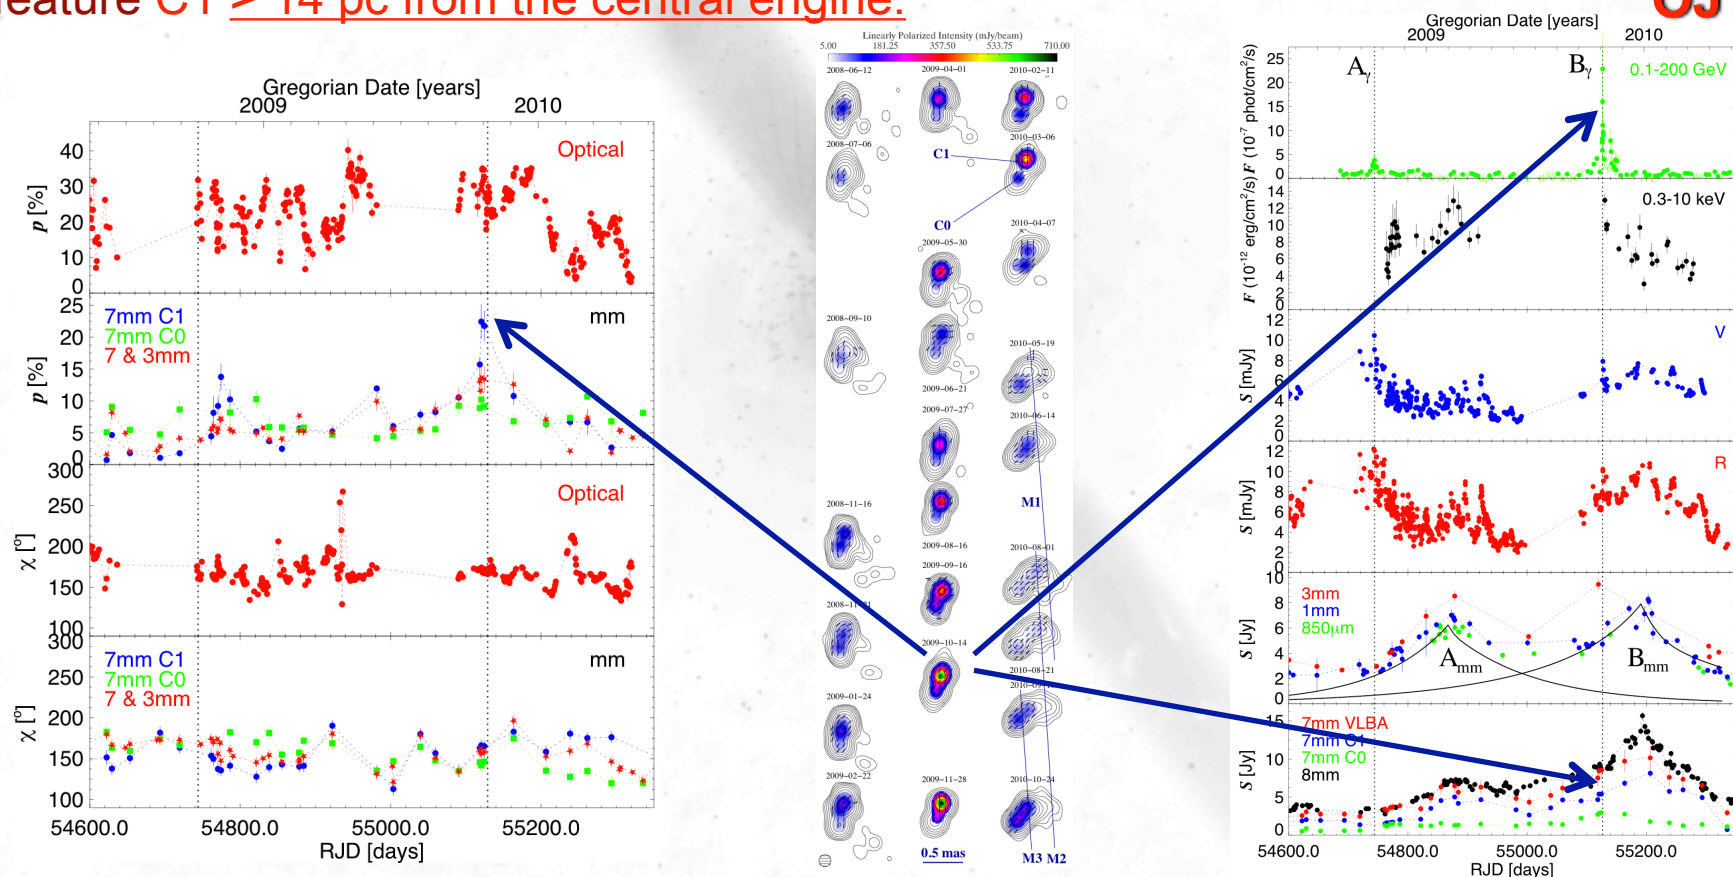 feature C1 > 14 pc from the central engine.
OJ
Gregorian Date [years]
2009 2010
40
30
20
10
0
p [%]
Optical
25
20
15
10
5
0
p [%]
7mm C1
7mm C0
7 & 3mm
mm
300
250
200
150
100
χ [°]
Optical
300
250
200
150
100
χ [°]
7mm C1
7mm C0
7 & 3mm
mm
54600.0 54800.0 55000.0 55200.0
RJD [days]
Linearly Polarized Intensity (mJy/beam)
5.00 181.25 357.50 533.75 710.00
2008-06-12 2009-04-01 2010-02-11
2008-07-06 2010-03-06
C1
C0
2010-04-07
2009-05-30
2008-09-10
2010-05-19
2009-06-21
2009-07-27 2010-06-14
2008-11-16
M1
2009-08-16 2010-08-01
2009-09-16
2009-10-14
2010-08-21
2009-01-24
2009-02-22 2009-11-28 2010-10-24
0.5 mas
M3 M2
Gregorian Date [years]
2009 2010
25
20
15
10
5
0
F (10⁻⁷ phot/cm²/s)
Aγ
Bγ
0.1-200 GeV
14
12
10
8
6
4
2
0
F (10⁻¹² erg/cm²/s)
0.3-10 keV
12
10
8
6
4
2
0
S [mJy]
V
12
10
8
6
4
2
0
S [mJy]
R
10
8
6
4
2
0
S [Jy]
3mm
1mm
850μm
Amm
Bmm
15
10
5
0
S [Jy]
7mm VLBA
7mm C1
7mm C0
8mm
54600.0 54800.0 55000.0 55200.0
RJD [days]